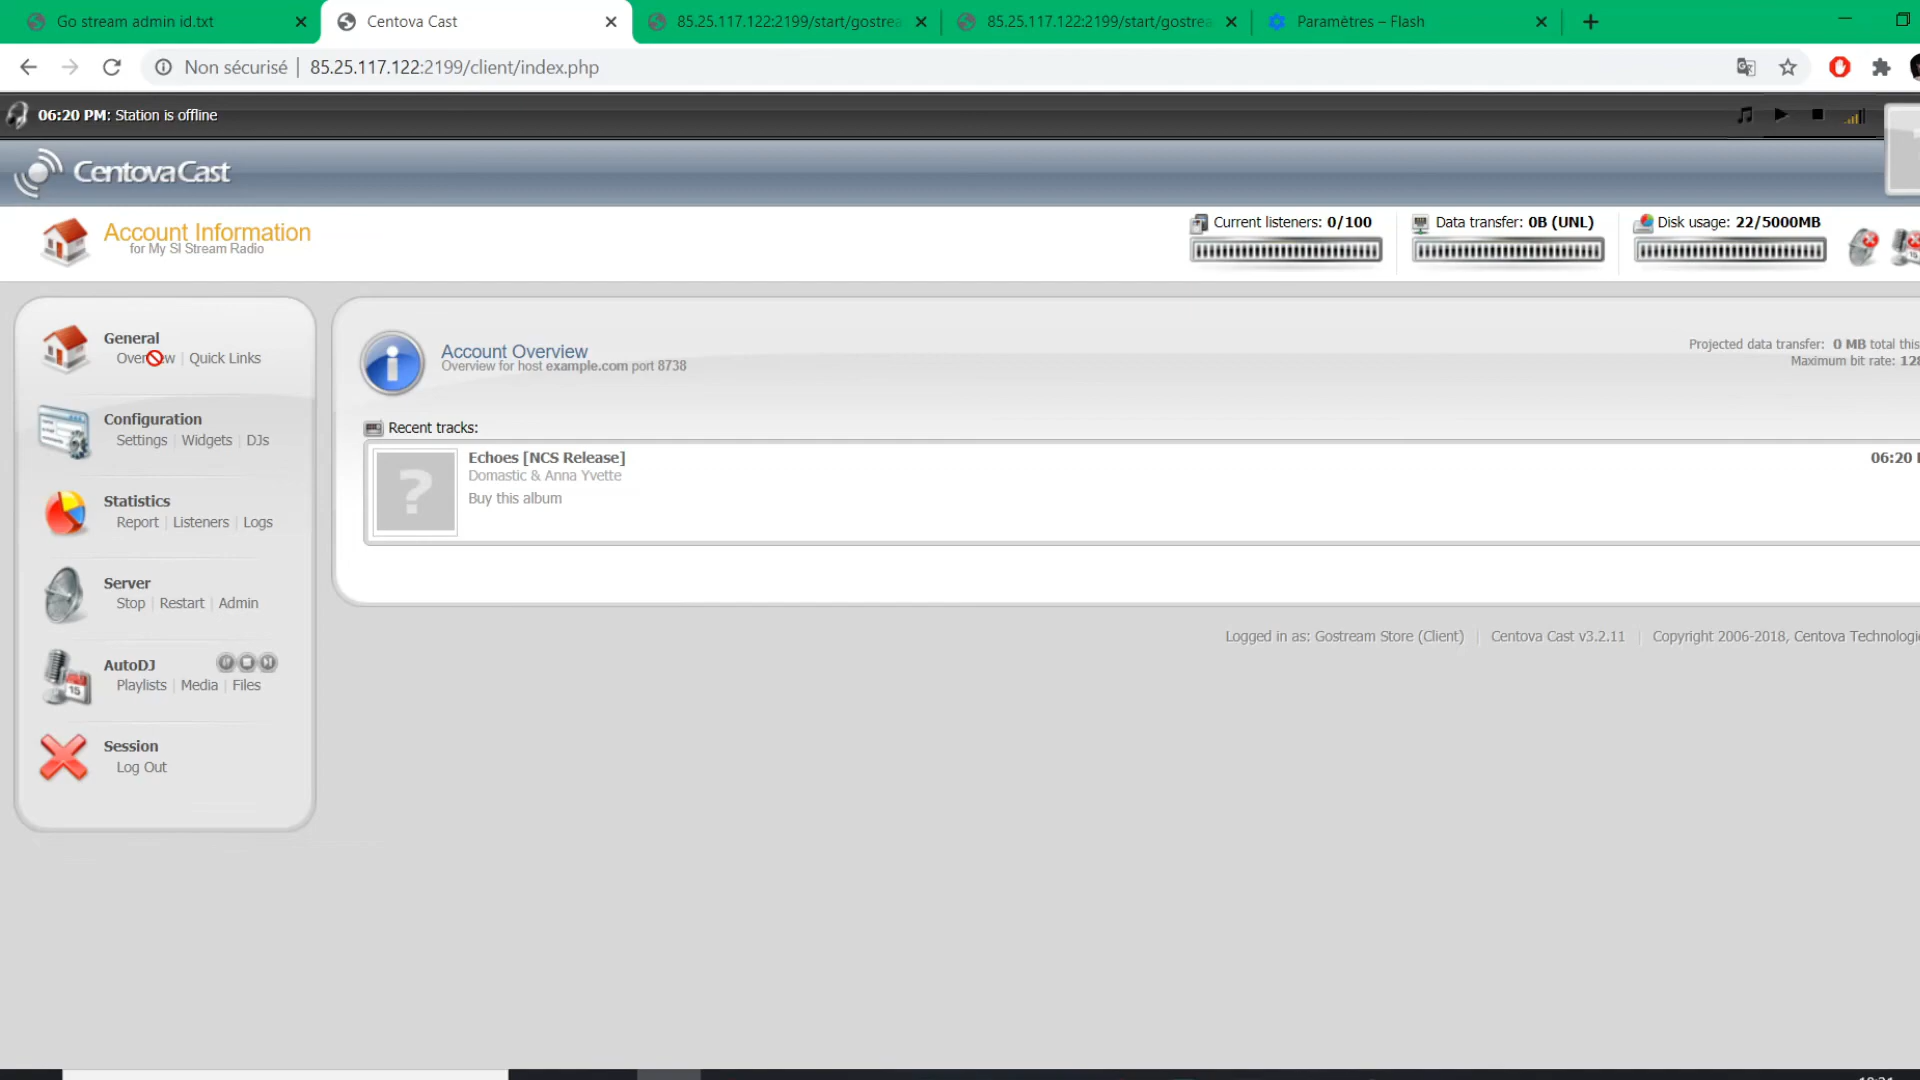 Go stream admin id.txt
Centova Cast
85.25.117.122:2199/start/gostrea
85.25.117.122:2199/start/gostrea
Paramètres – Flash
Non sécurisé | 85.25.117.122:2199/client/index.php
06:20 PM: Station is offline
CentovaCast
Account Information
for My SI Stream Radio
Current listeners: 0/100
Data transfer: 0B (UNL)
Disk usage: 22/5000MB
General
Overview | Quick Links
Configuration
Settings | Widgets | DJs
Statistics
Report | Listeners | Logs
Server
Stop | Restart | Admin
AutoDJ
Playlists | Media | Files
Session
Log Out
Account Overview
Overview for host example.com port 8738
Projected data transfer: 0 MB total this
Maximum bit rate: 128
Recent tracks:
Echoes [NCS Release]
06:20
Domastic & Anna Yvette
Buy this album
Logged in as: Gostream Store (Client) | Centova Cast v3.2.11 | Copyright 2006-2018, Centova Technologi